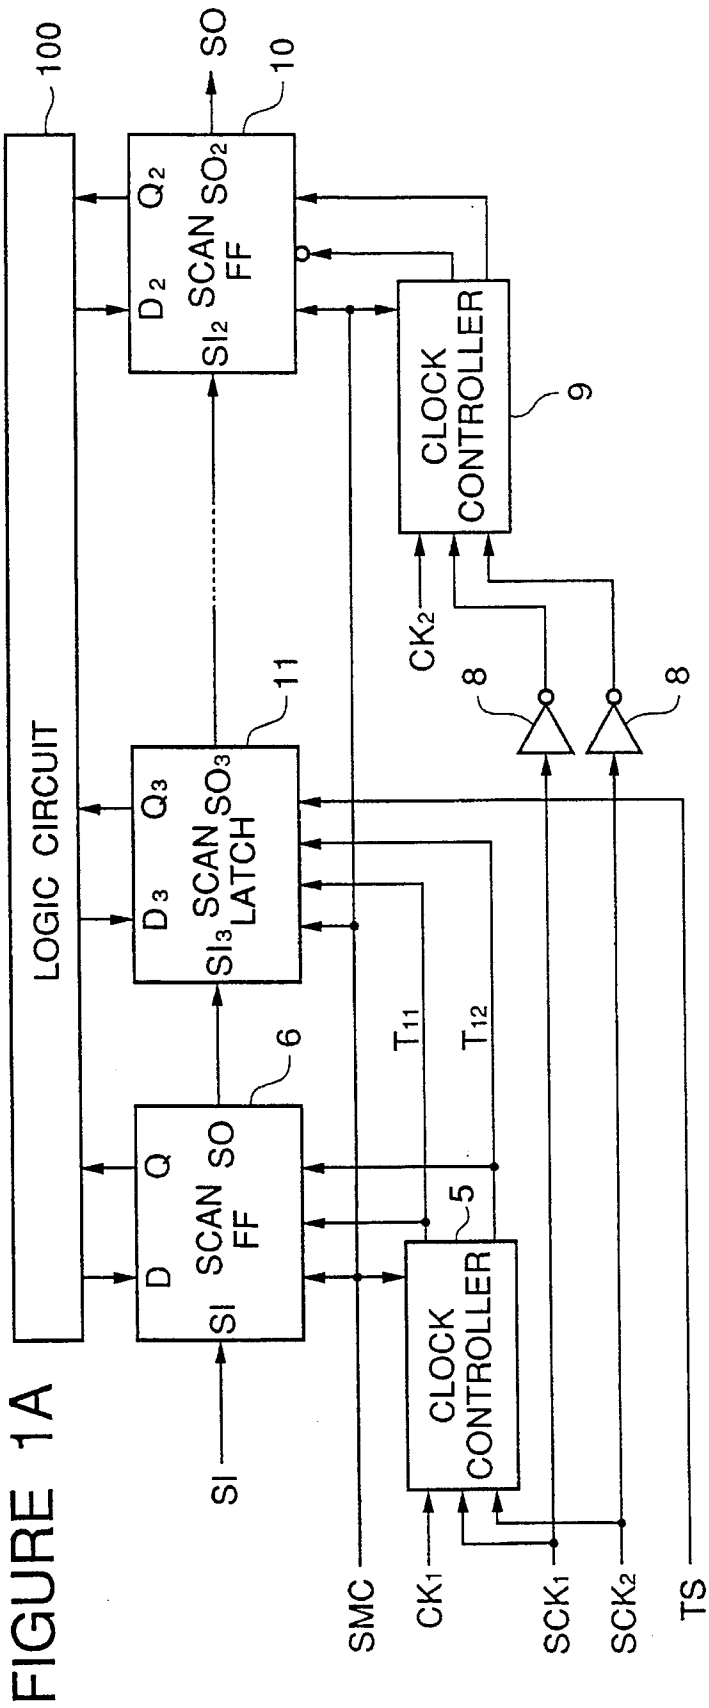 FIGURE 1A
LOGIC CIRCUIT
100
D
Q
SI
SCAN
FF
SO
6
D3
Q3
SI3
SCAN
LATCH
SO3
11
D2
Q2
SI2
SCAN
FF
SO2
10
SO
SI
SMC
CK1
SCK1
SCK2
TS
CLOCK
CONTROLLER
5
T11
T12
8
8
CK2
CLOCK
CONTROLLER
9